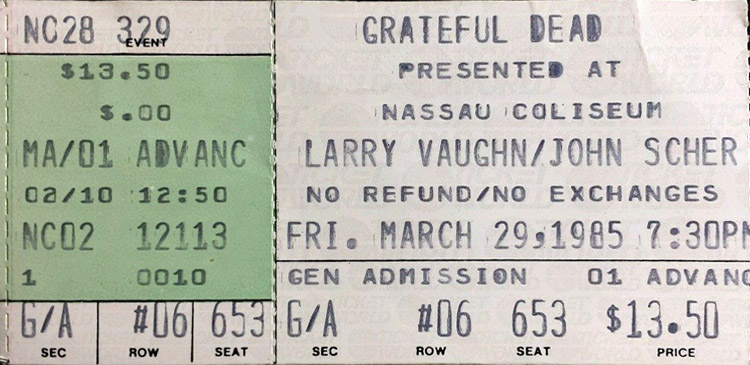 NC28 329
EVENT
$13.50
$.00
MA/01 ADVANC
02/10 12:50
NC02 12113
1 0010
G/A #06 653
SEC ROW SEAT
GRATEFUL DEAD
PRESENTED AT
NASSAU COLISEUM
LARRY VAUGHN/JOHN SCHER
NO REFUND/NO EXCHANGES
FRI. MARCH 29,1985 7:30PM
GEN ADMISSION 01 ADVANC
G/A #06 653 $13.50
SEC ROW SEAT PRICE
TICKET WORLD